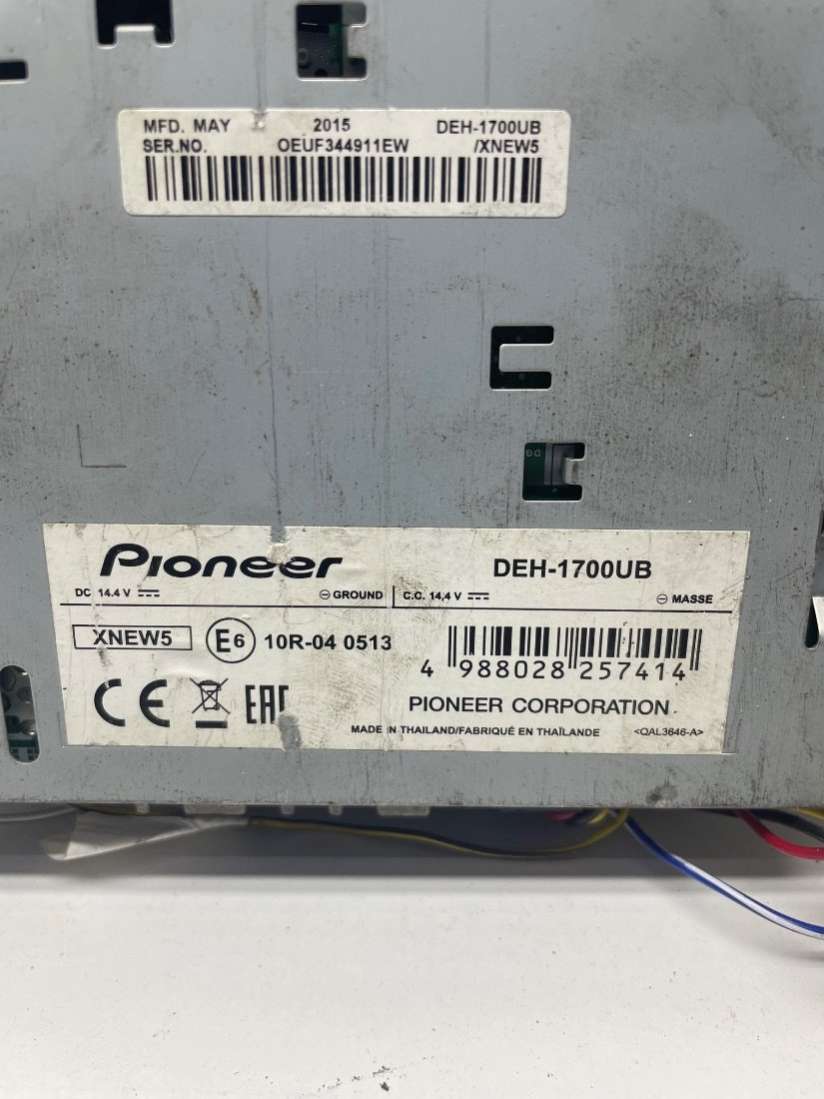 MFD. MAY 2015 DEH-1700UB
SER.NO. OEUF344911EW /XNEW5
Pioneer DEH-1700UB
DC 14.4 V ⎓ ⊖ GROUND C.C. 14,4 V ⎓ ⊖ MASSE
XNEW5 E6 10R-04 0513
4 988028 257414
CE EAC PIONEER CORPORATION
MADE IN THAILAND/FABRIQUÉ EN THAÏLANDE <QAL3646-A>